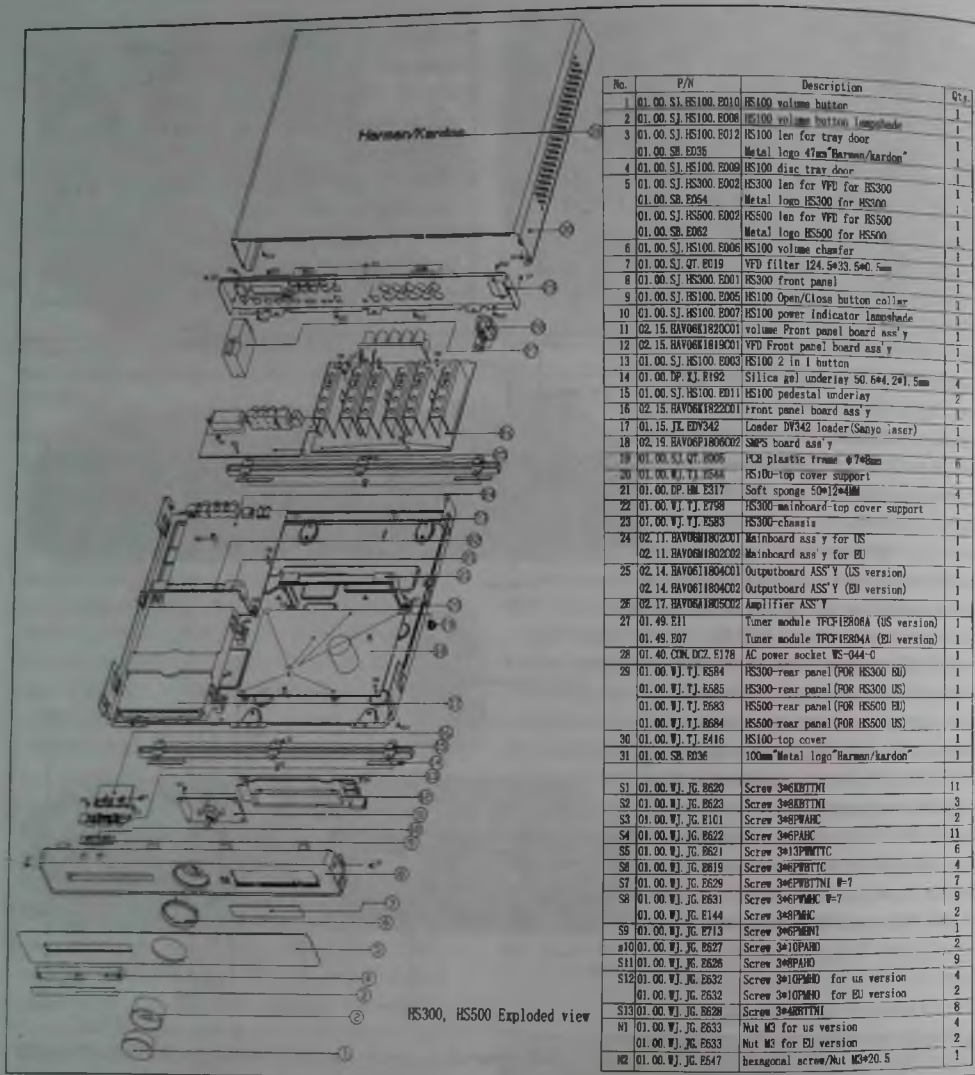 Harman/Kardon
HS300, HS500 Exploded view
No. P/N Description Qty.
1 01.00.SJ.HS100.E010 HS100 volume button 1
2 01.00.SJ.HS100.E008 HS100 volume button lampshade 1
3 01.00.SJ.HS100.E012 HS100 len for tray door 1
01.00.SB.E035 Metal logo 47mm"Harman/kardon" 1
4 01.00.SJ.HS100.E009 HS100 disc tray door 1
5 01.00.SJ.HS300.E002 HS300 len for VFD for HS300 1
01.00.SB.E054 Metal logo HS300 for HS300 1
01.00.SJ.HS500.E002 HS500 len for VFD for HS500 1
01.00.SB.E062 Metal logo HS500 for HS500 1
6 01.00.SJ.HS100.E006 HS100 volume chamfer 1
7 01.00.SJ.QT.E019 VFD filter 124.5*33.5*0.5mm 1
8 01.00.SJ.HS300.E001 HS300 front panel 1
9 01.00.SJ.HS100.E005 HS100 Open/Close button collar 1
10 01.00.SJ.HS100.E007 HS100 power indicator lampshade 1
11 02.15.HAV06K1820C01 volume Front panel board ass'y 1
12 02.15.HAV06K1819C01 VFD Front panel board ass'y 1
13 01.00.SJ.HS100.E003 HS100 2 in 1 button 1
14 01.00.DP.XJ.E192 Silica gel underlay 50.6*4.2*1.5mm 4
15 01.00.SJ.HS100.E011 HS100 pedestal underlay 2
16 02.15.HAV06K1822C01 Front panel board ass'y 1
17 01.15.JX.EDV342 Loader DV342 loader(Sanyo laser) 1
18 02.19.HAV06P1806C02 SMPS board ass'y 1
19 01.00.SJ.QT.E005 PCB plastic frame φ7*8mm 6
20 01.00.WJ.TJ.E544 HS100-top cover support 1
21 01.00.DP.HM.E317 Soft sponge 50*12*4MM 4
22 01.00.WJ.TJ.E798 HS300-mainboard-top cover support 1
23 01.00.WJ.TJ.E583 HS300-chassis 1
24 02.11.HAV06M1802C01 Mainboard ass'y for US 1
02.11.HAV06M1802C02 Mainboard ass'y for EU 1
25 02.14.HAV06I1804C01 Outputboard ASS'Y (US version) 1
02.14.HAV06I1804C02 Outputboard ASS'Y (EU version) 1
26 02.17.HAV06A1805C02 Amplifier ASS'Y 1
27 01.49.E11 Tuner module TFCF1E806A (US version) 1
01.49.E07 Tuner module TFCF1E804A (EU version) 1
28 01.40.CON.DCZ.E178 AC power socket WS-044-0 1
29 01.00.WJ.TJ.E584 HS300-rear panel(FOR HS300 EU) 1
01.00.WJ.TJ.E585 HS300-rear panel(FOR HS300 US) 1
01.00.WJ.TJ.E683 HS500-rear panel(FOR HS500 EU) 1
01.00.WJ.TJ.E684 HS500-rear panel(FOR HS500 US) 1
30 01.00.WJ.TJ.E416 HS100-top cover 1
31 01.00.SB.E036 100mm"Metal logo"Harman/kardon" 1
S1 01.00.WJ.JG.E620 Screw 3*6KBTTNI 11
S2 01.00.WJ.JG.E623 Screw 3*8KBTTNI 3
S3 01.00.WJ.JG.E101 Screw 3*8PWAHC 2
S4 01.00.WJ.JG.E622 Screw 3*6PAHC 11
S5 01.00.WJ.JG.E621 Screw 3*13PWMTTC 6
S6 01.00.WJ.JG.E619 Screw 3*6PWBTTC 4
S7 01.00.WJ.JG.E629 Screw 3*6PWBTTNI W=7 7
S8 01.00.WJ.JG.E631 Screw 3*6PWMHC W=7 9
01.00.WJ.JG.E144 Screw 3*8PMHC 2
S9 01.00.WJ.JG.E713 Screw 3*6PMHNI 1
s10 01.00.WJ.JG.E627 Screw 3*10PAHO 2
S11 01.00.WJ.JG.E626 Screw 3*8PAHO 9
S12 01.00.WJ.JG.E632 Screw 3*10PMHO for us version 4
01.00.WJ.JG.E632 Screw 3*10PMHO for EU version 2
S13 01.00.WJ.JG.E628 Screw 3*4RBTTNI 8
N1 01.00.WJ.JG.E633 Nut M3 for us version 4
01.00.WJ.JG.E633 Nut M3 for EU version 2
N2 01.00.WJ.JG.E647 hexagonal screw/Nut M3*20.5 1